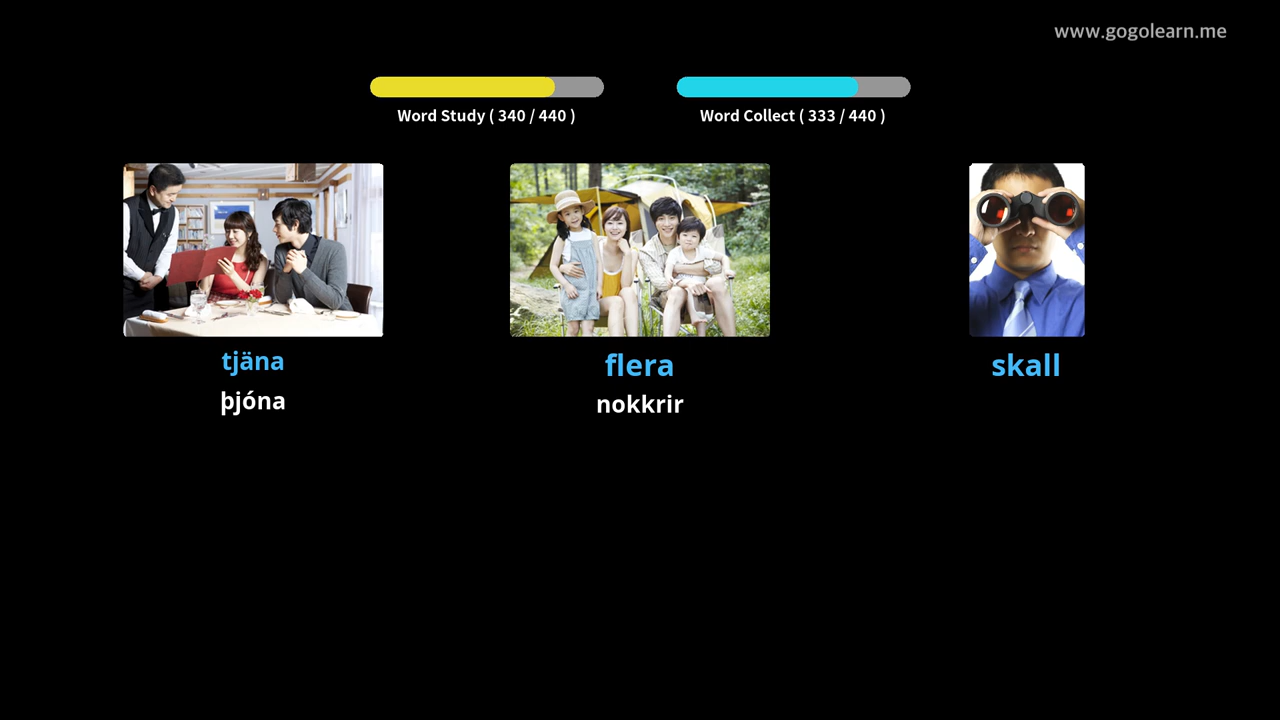 www.gogolearn.me
Word Study ( 340 / 440 )
Word Collect ( 333 / 440 )
tjäna
þjóna
flera
nokkrir
skall